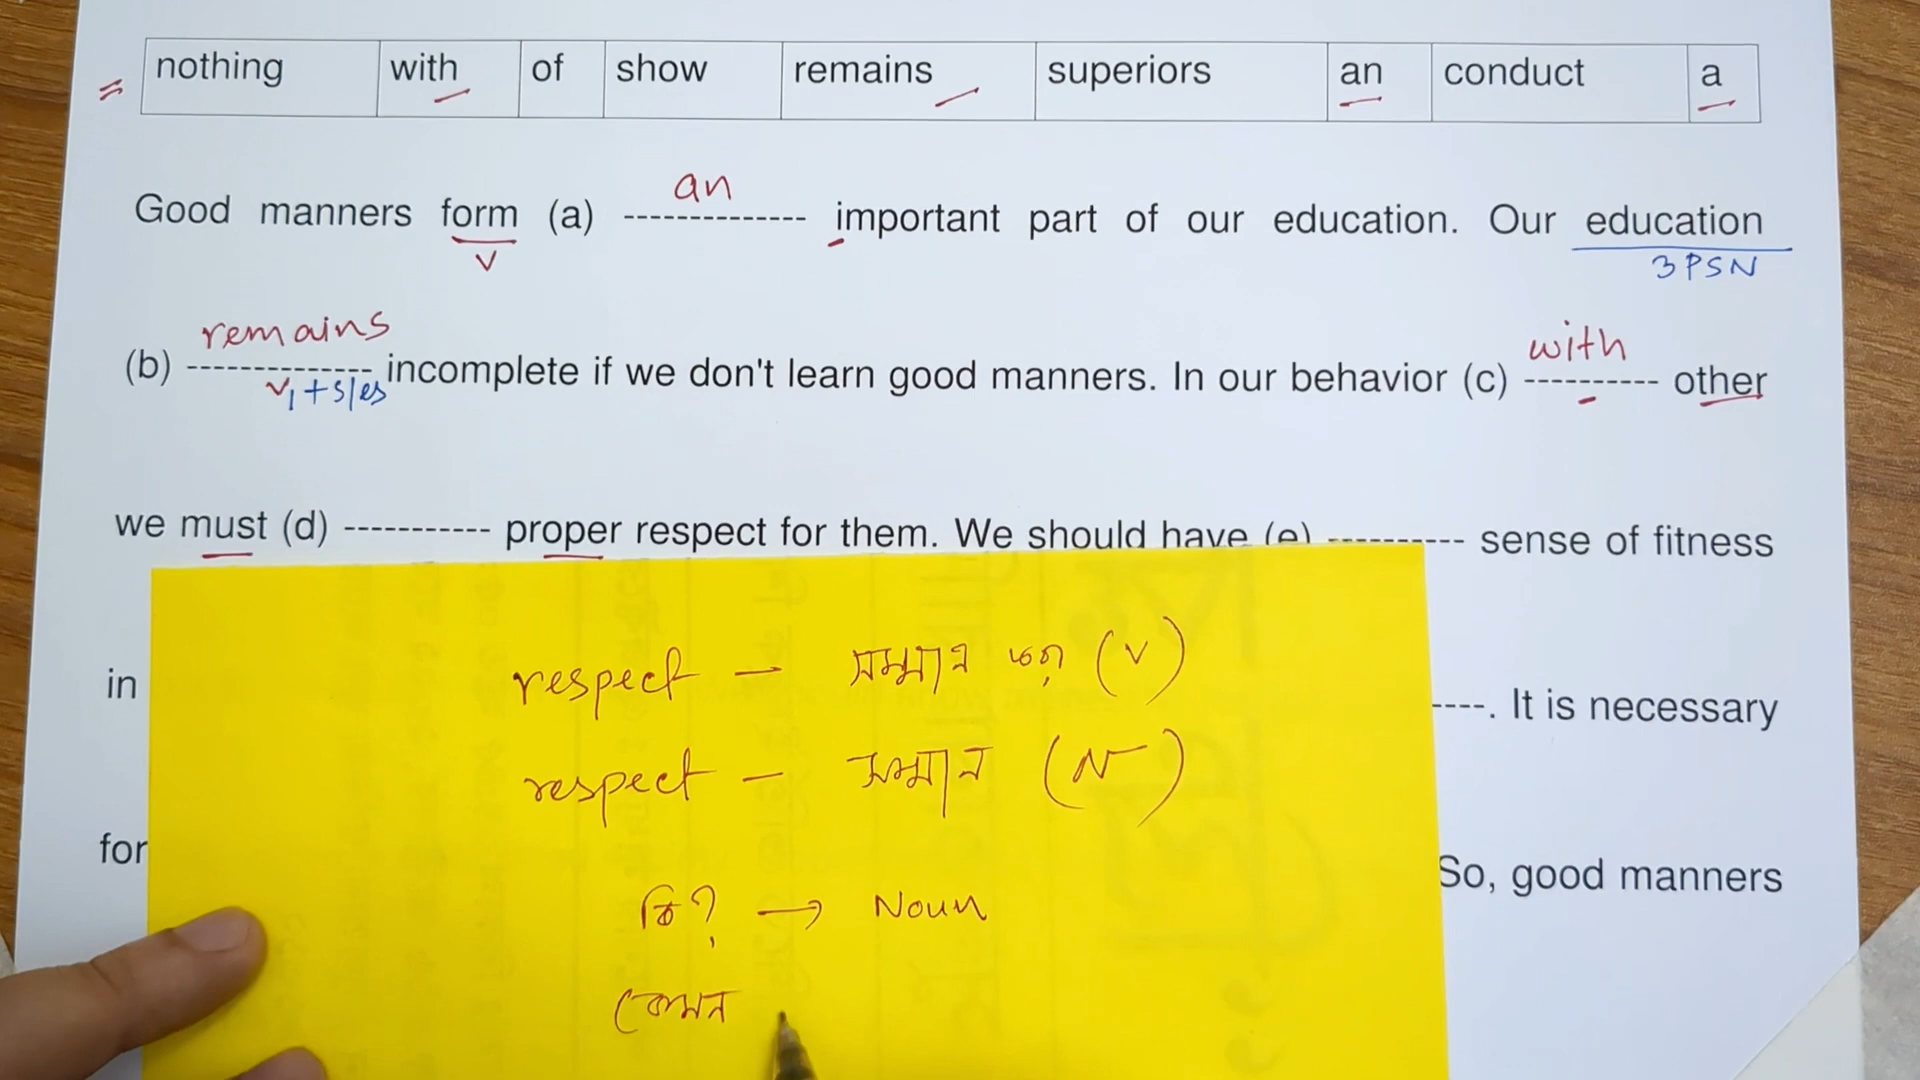 nothing with of show remains superiors an conduct a
an
Good manners form (a) -------------- important part of our education. Our education
V 3PSN
remains with
(b) -------------- incomplete if we don't learn good manners. In our behavior (c) ---------- other
V1+s/es
we must (d) ----------- proper respect for them. We should have (e) ---------- sense of fitness
respect – সম্মান করা (V)
in ----. It is necessary
respect – সম্মান (N)
for So, good manners
কি? → Noun
কেমন